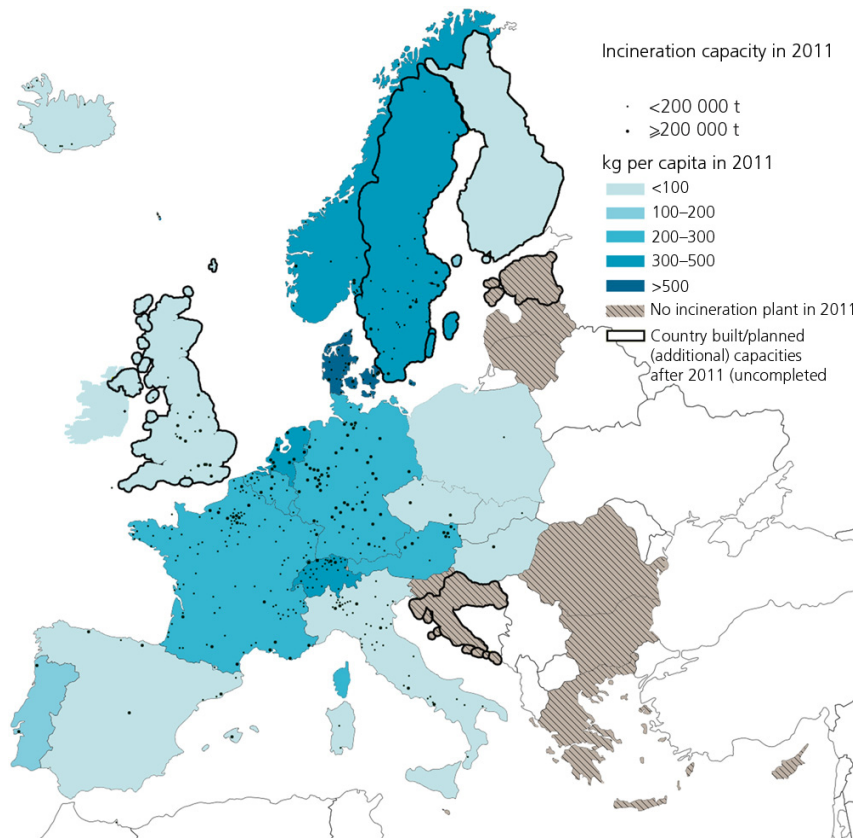 Incineration capacity in 2011
<200 000 t
⩾200 000 t
kg per capita in 2011
<100
100–200
200–300
300–500
>500
No incineration plant in 2011
Country built/planned
(additional) capacities
after 2011 (uncompleted